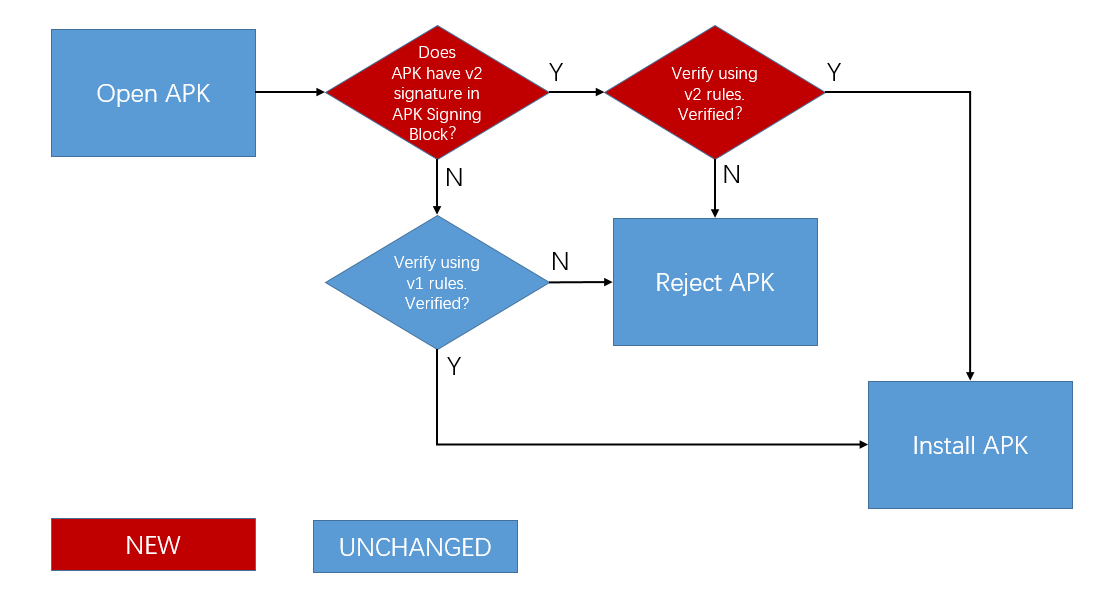 Open APK
Does
APK have v2
signature in
APK Signing
Block?
Y
Verify using
v2 rules.
Verified?
Y
N
N
Verify using
v1 rules.
Verified?
N
Reject APK
Y
Install APK
NEW
UNCHANGED